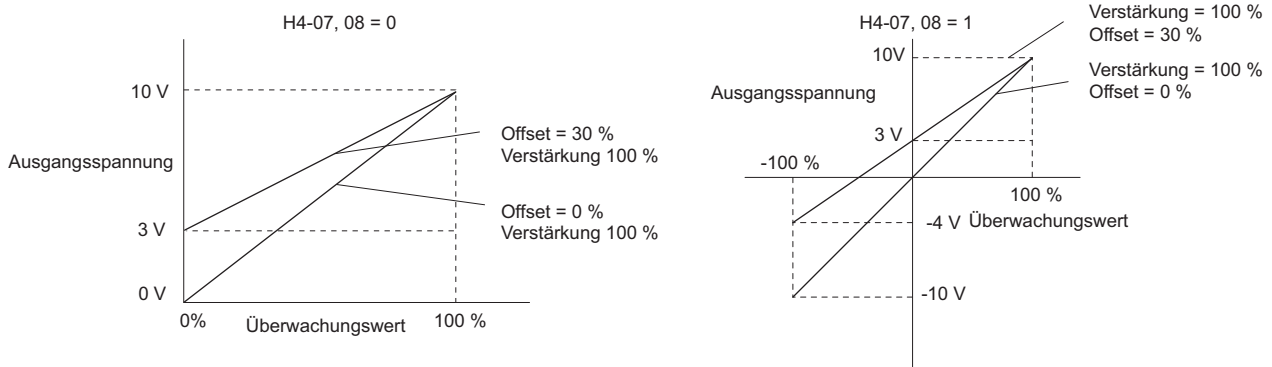 H4-07, 08 = 0
10 V
Ausgangsspannung
3 V
0 V
0%
Überwachungswert
100 %
Offset = 30 %
Verstärkung 100 %
Offset = 0 %
Verstärkung 100 %
H4-07, 08 = 1
Verstärkung = 100 %
Offset = 30 %
10V
Verstärkung = 100 %
Offset = 0 %
Ausgangsspannung
3 V
-100 %
100 %
-4 V
Überwachungswert
-10 V